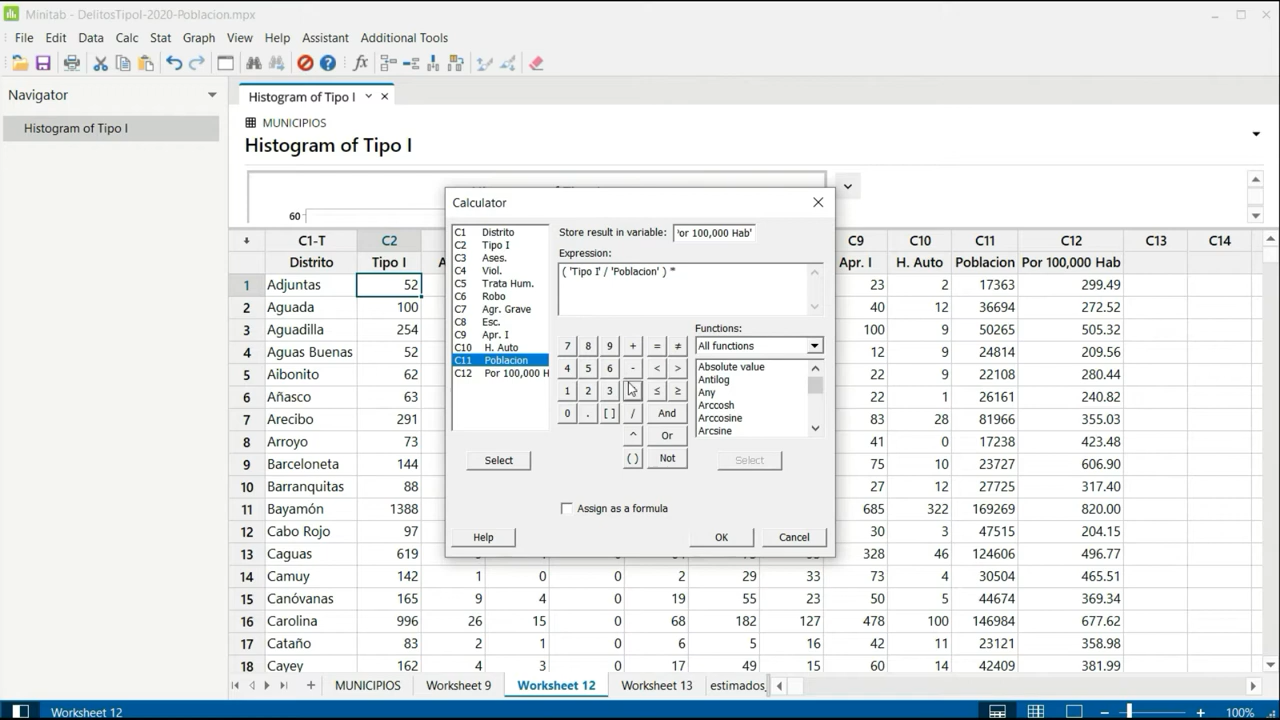 Minitab - DelitosTipoI-2020-Poblacion.mpx
File Edit Data Calc Stat Graph View Help Assistant Additional Tools
Navigator
Histogram of Tipo I
Histogram of Tipo I
MUNICIPIOS
Histogram of Tipo I
60
C1-T C2 C9 C10 C11 C12 C13 C14
Distrito Tipo I Apr. I H. Auto Poblacion Por 100,000 Hab
1 Adjuntas 52 23 2 17363 299.49
2 Aguada 100 40 12 36694 272.52
3 Aguadilla 254 100 9 50265 505.32
4 Aguas Buenas 52 12 9 24814 209.56
5 Aibonito 62 22 9 22108 280.44
6 Añasco 63 22 1 26161 240.82
7 Arecibo 291 83 28 81966 355.03
8 Arroyo 73 41 0 17238 423.48
9 Barceloneta 144 75 10 23727 606.90
10 Barranquitas 88 27 12 27725 317.40
11 Bayamón 1388 685 322 169269 820.00
12 Cabo Rojo 97 30 3 47515 204.15
13 Caguas 619 328 46 124606 496.77
14 Camuy 142 1 0 0 2 29 33 73 4 30504 465.51
15 Canóvanas 165 9 4 0 19 55 23 50 5 44674 369.34
16 Carolina 996 26 15 0 68 182 127 478 100 146984 677.62
17 Cataño 83 2 1 0 6 5 16 42 11 23121 358.98
18 Cayey 162 4 3 0 17 49 15 60 14 42409 381.99
Calculator
C1 Distrito
C2 Tipo I
C3 Ases.
C4 Viol.
C5 Trata Hum.
C6 Robo
C7 Agr. Grave
C8 Esc.
C9 Apr. I
C10 H. Auto
C11 Poblacion
C12 Por 100,000 H
Select
Store result in variable: 'or 100,000 Hab'
Expression:
( 'Tipo I' / 'Poblacion' ) *
7 8 9 + = ≠
4 5 6 - < >
1 2 3 ≤ ≥
0 . [ ] / And
^ Or
( ) Not
Functions:
All functions
Absolute value
Antilog
Any
Arccosh
Arccosine
Arcsine
Select
Assign as a formula
Help OK Cancel
MUNICIPIOS Worksheet 9 Worksheet 12 Worksheet 13 estimados_
Worksheet 12 100%